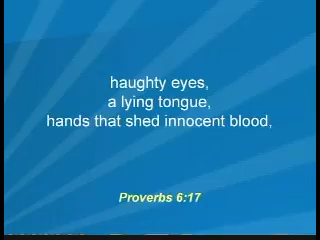 haughty eyes,
a lying tongue,
hands that shed innocent blood,
Proverbs 6:17